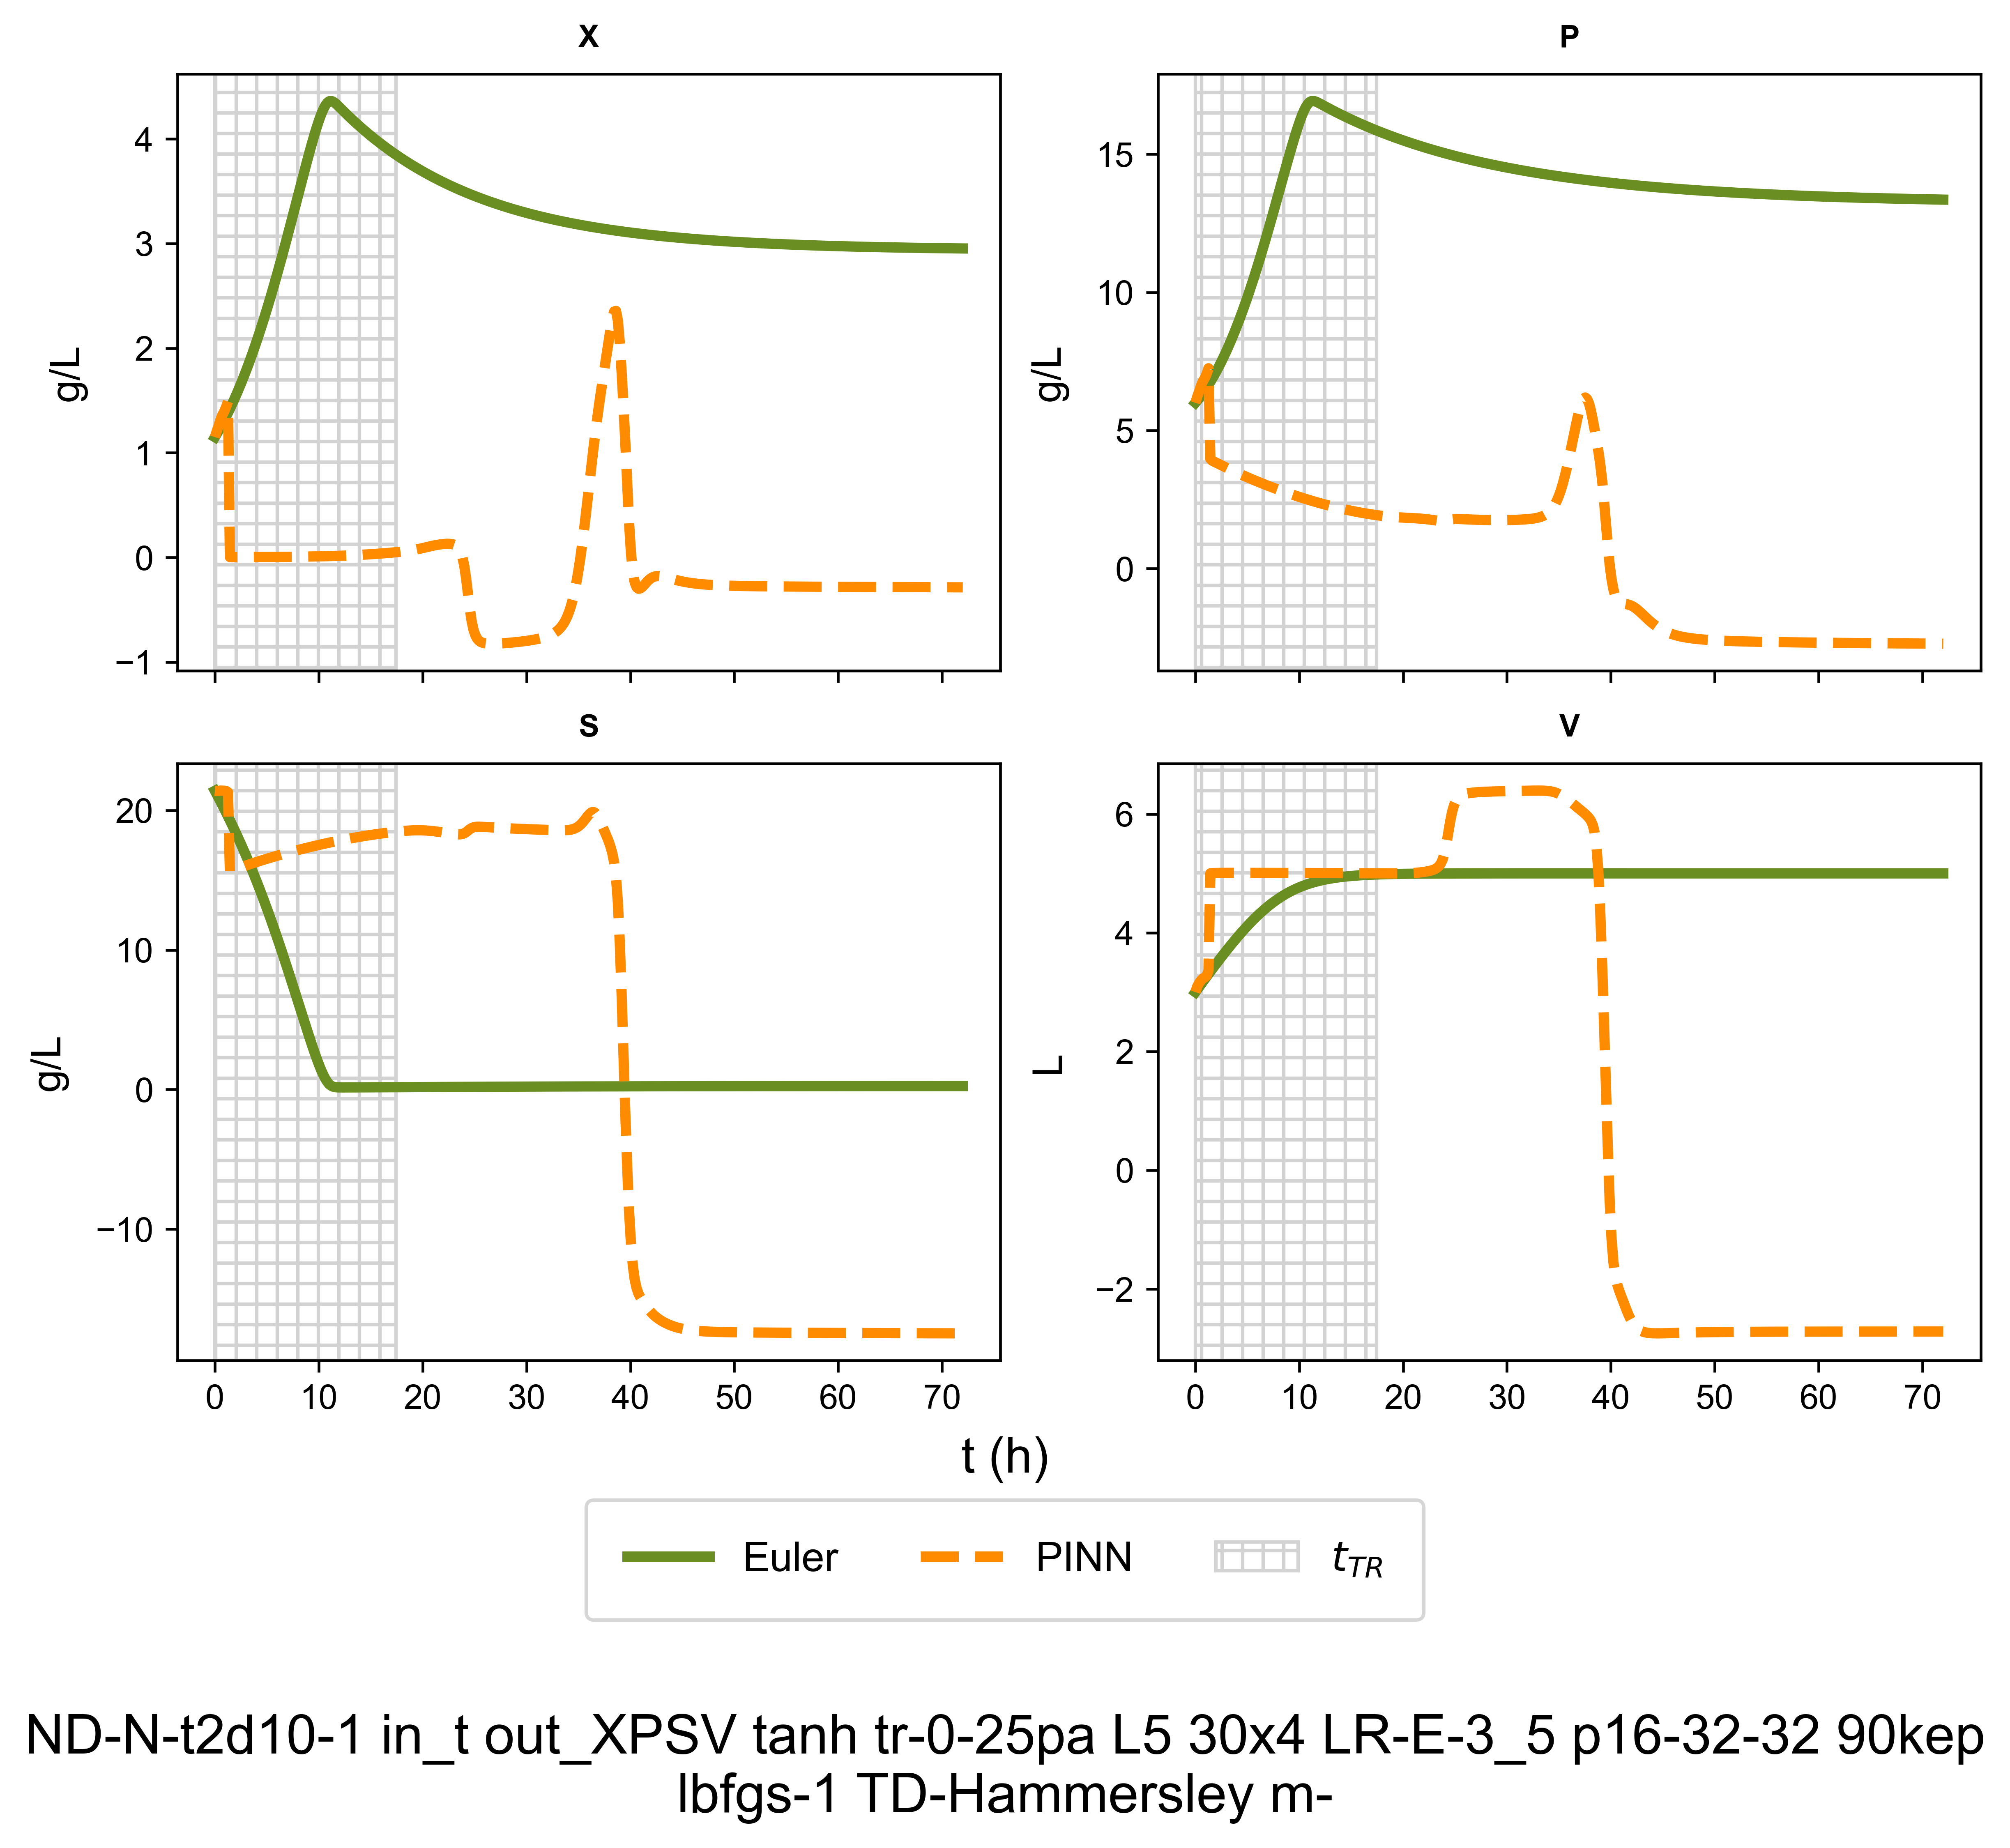 X
P
4
3
2
1
0
−1
g/L
15
10
5
0
g/L
S
V
20
10
0
−10
g/L
6
4
2
0
−2
L
0 10 20 30 40 50 60 70
0 10 20 30 40 50 60 70
t (h)
Euler PINN t_TR
ND-N-t2d10-1 in_t out_XPSV tanh tr-0-25pa L5 30x4 LR-E-3_5 p16-32-32 90kep
lbfgs-1 TD-Hammersley m-